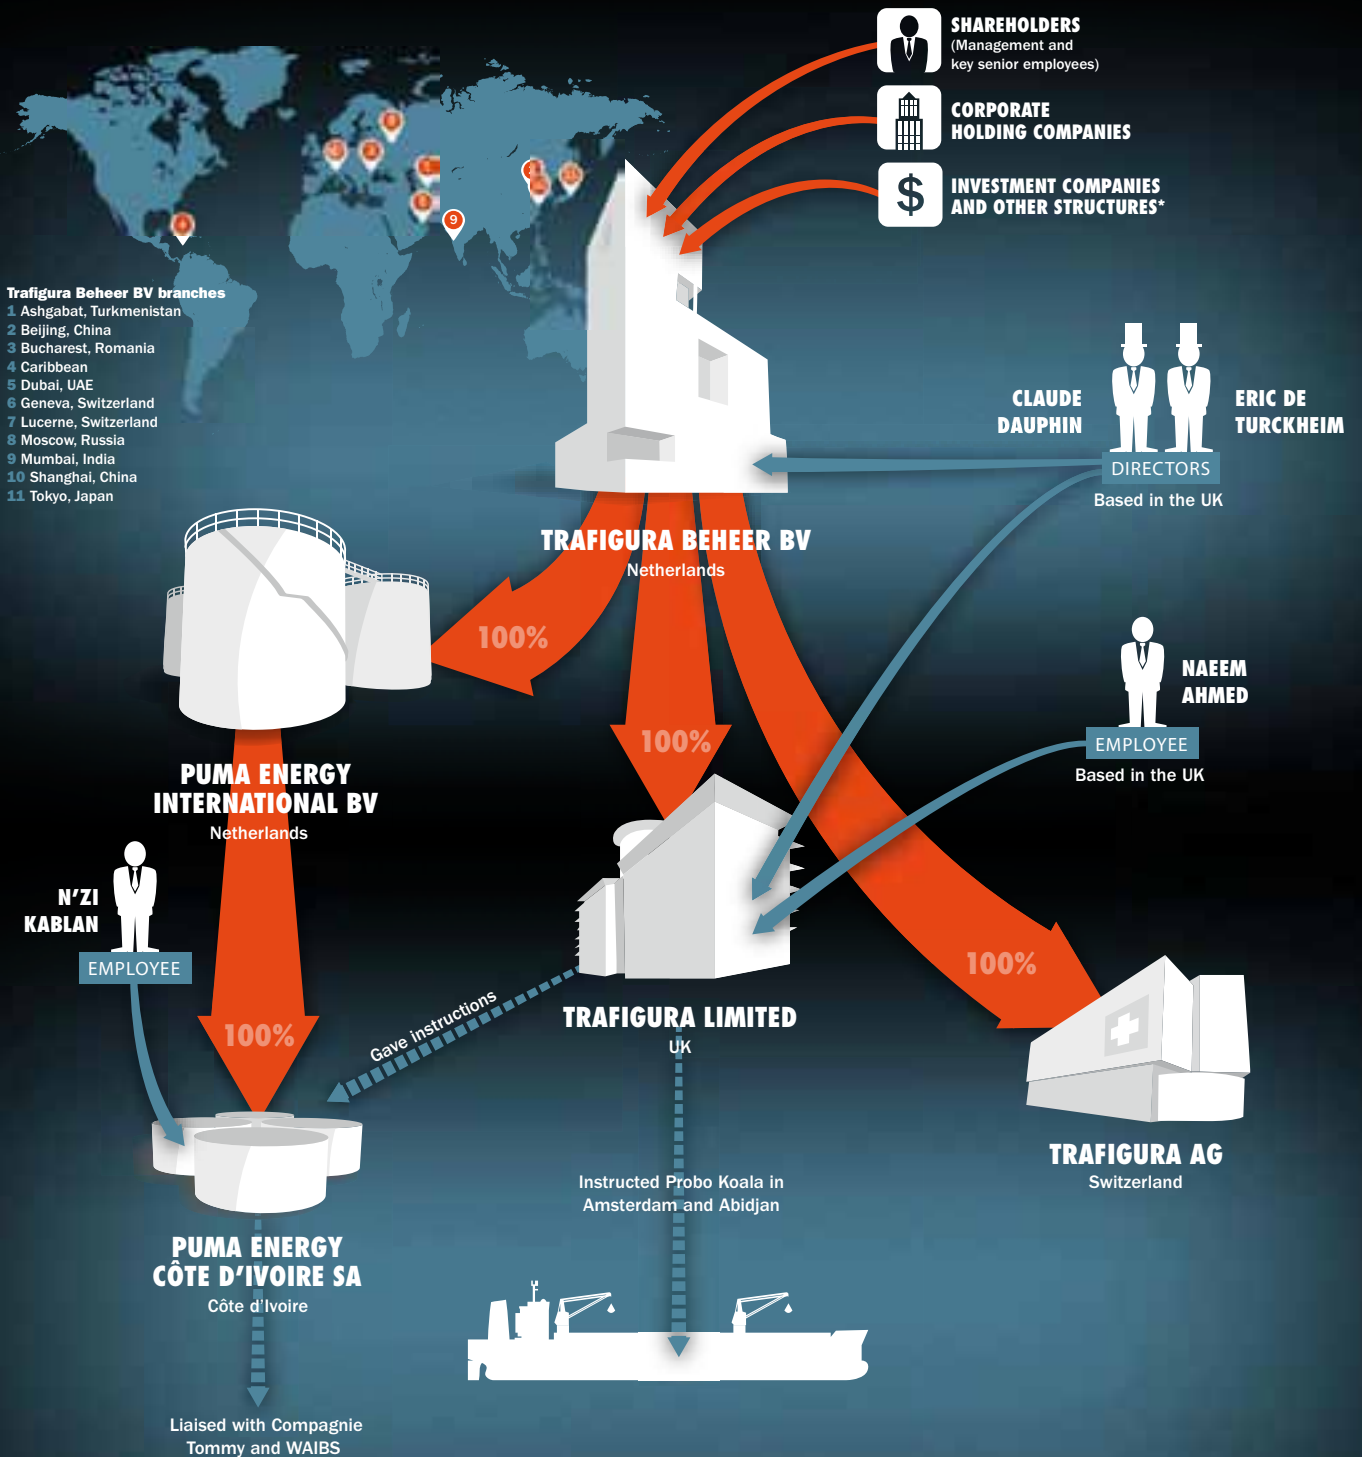 SHAREHOLDERS
(Management and
key senior employees)
CORPORATE
HOLDING COMPANIES
$
INVESTMENT COMPANIES
AND OTHER STRUCTURES*
9
Trafigura Beheer BV branches
1 Ashgabat, Turkmenistan
2 Beijing, China
3 Bucharest, Romania
4 Caribbean
5 Dubai, UAE
6 Geneva, Switzerland
7 Lucerne, Switzerland
8 Moscow, Russia
9 Mumbai, India
10 Shanghai, China
11 Tokyo, Japan
CLAUDE
DAUPHIN
ERIC DE
TURCKHEIM
DIRECTORS
Based in the UK
TRAFIGURA BEHEER BV
Netherlands
100%
100%
100%
NAEEM
AHMED
EMPLOYEE
Based in the UK
PUMA ENERGY
INTERNATIONAL BV
Netherlands
N'ZI
KABLAN
EMPLOYEE
100%
Gave instructions
TRAFIGURA LIMITED
UK
TRAFIGURA AG
Switzerland
Instructed Probo Koala in
Amsterdam and Abidjan
PUMA ENERGY
CÔTE D'IVOIRE SA
Côte d'Ivoire
Liaised with Compagnie
Tommy and WAIBS